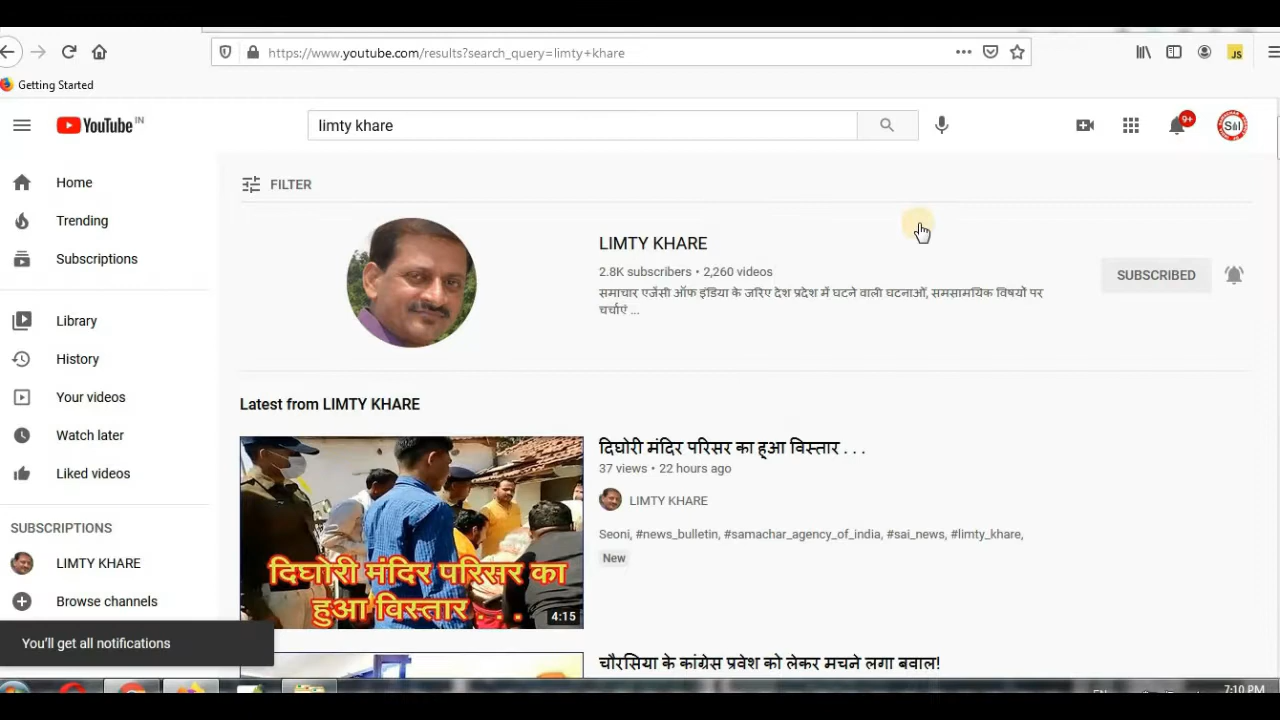 https://www.youtube.com/results?search_query=limty+khare
JS
Getting Started
YouTube IN
limty khare
9+
Home
FILTER
Trending
LIMTY KHARE
Subscriptions
2.8K subscribers • 2,260 videos
SUBSCRIBED
समाचार एजेंसी ऑफ इंडिया के जरिए देश प्रदेश में घटने वाली घटनाओं, समसामयिक विषयों पर
चर्चाएं ...
Library
History
Your videos
Latest from LIMTY KHARE
Watch later
दिघोरी मंदिर परिसर का हुआ विस्तार . . .
37 views • 22 hours ago
Liked videos
LIMTY KHARE
SUBSCRIPTIONS
Seoni, #news_bulletin, #samachar_agency_of_india, #sai_news, #limty_khare,
New
LIMTY KHARE
दिघोरी मंदिर परिसर का
हुआ विस्तार . . .
4:15
Browse channels
You'll get all notifications
चौरसिया के कांग्रेस प्रवेश को लेकर मचने लगा बवाल!
7:10 PM